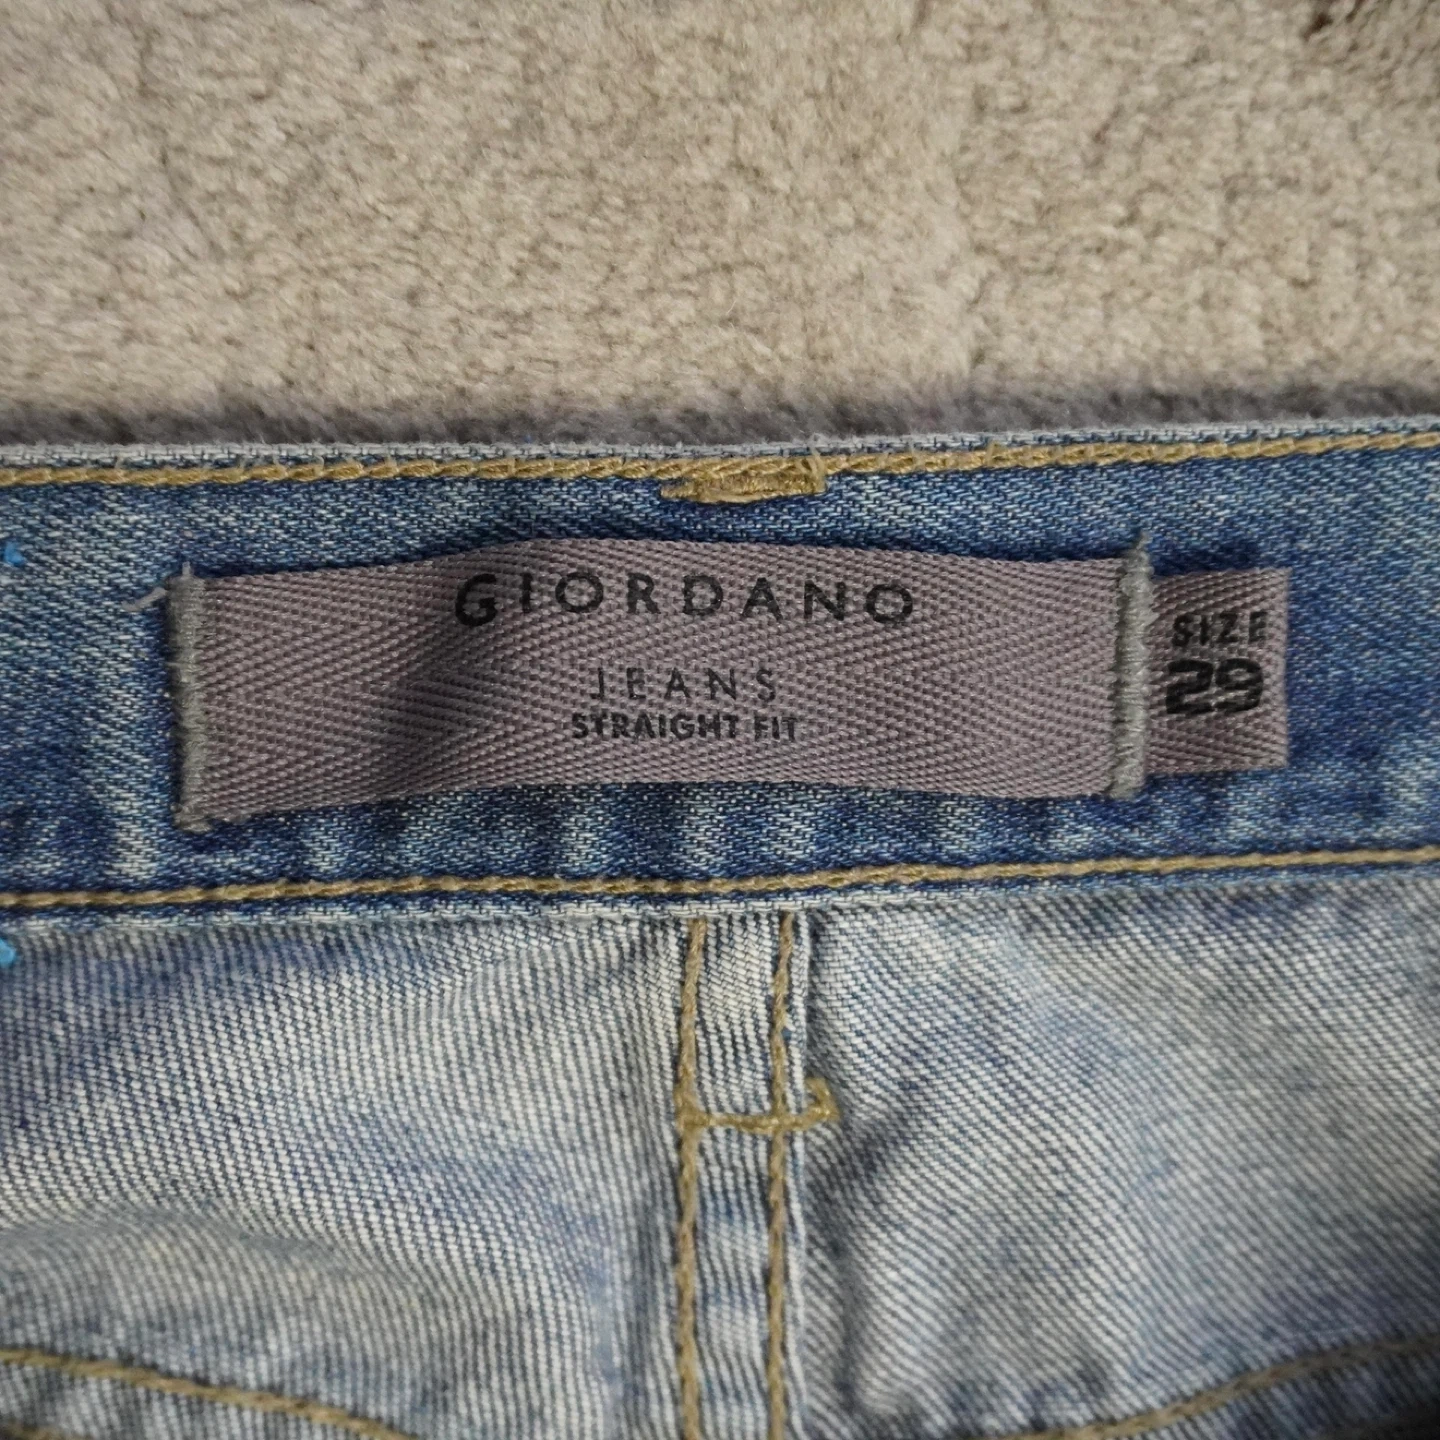 GIORDANO
JEANS
STRAIGHT FIT
SIZE
29